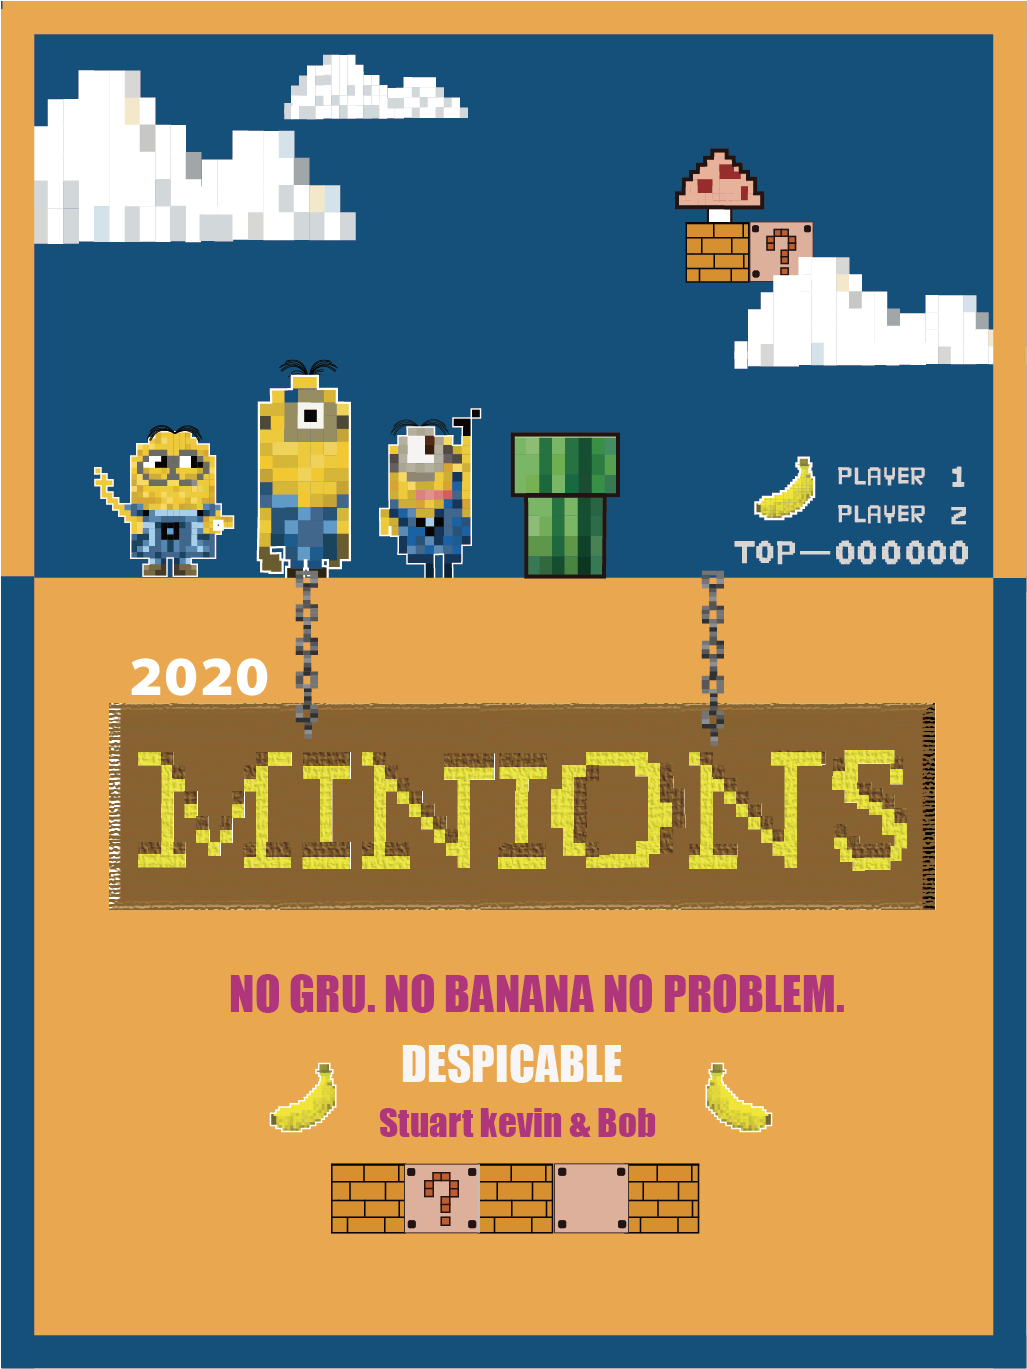 ?
PLAYER 1
PLAYER 2
TOP—000000
2020
MINIONS
NO GRU. NO BANANA NO PROBLEM.
DESPICABLE
Stuart kevin & Bob
?